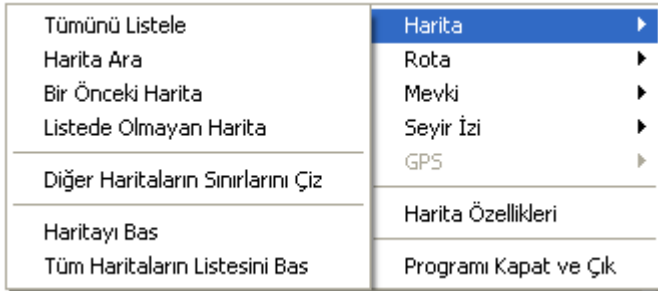 Tümünü Listele
Harita Ara
Bir Önceki Harita
Listede Olmayan Harita
Diğer Haritaların Sınırlarını Çiz
Haritayı Bas
Tüm Haritaların Listesini Bas
Harita
Rota
Mevki
Seyir İzi
GPS
Harita Özellikleri
Programı Kapat ve Çık